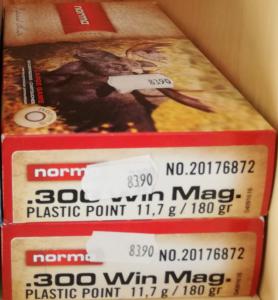 norma
8390
norma
8390
NO.20176872
.300 Win Mag.
PLASTIC POINT 11,7 g / 180 gr
norma
8390
NO.20176872
.300 Win Mag.
PLASTIC POINT 11,7 g / 180 gr